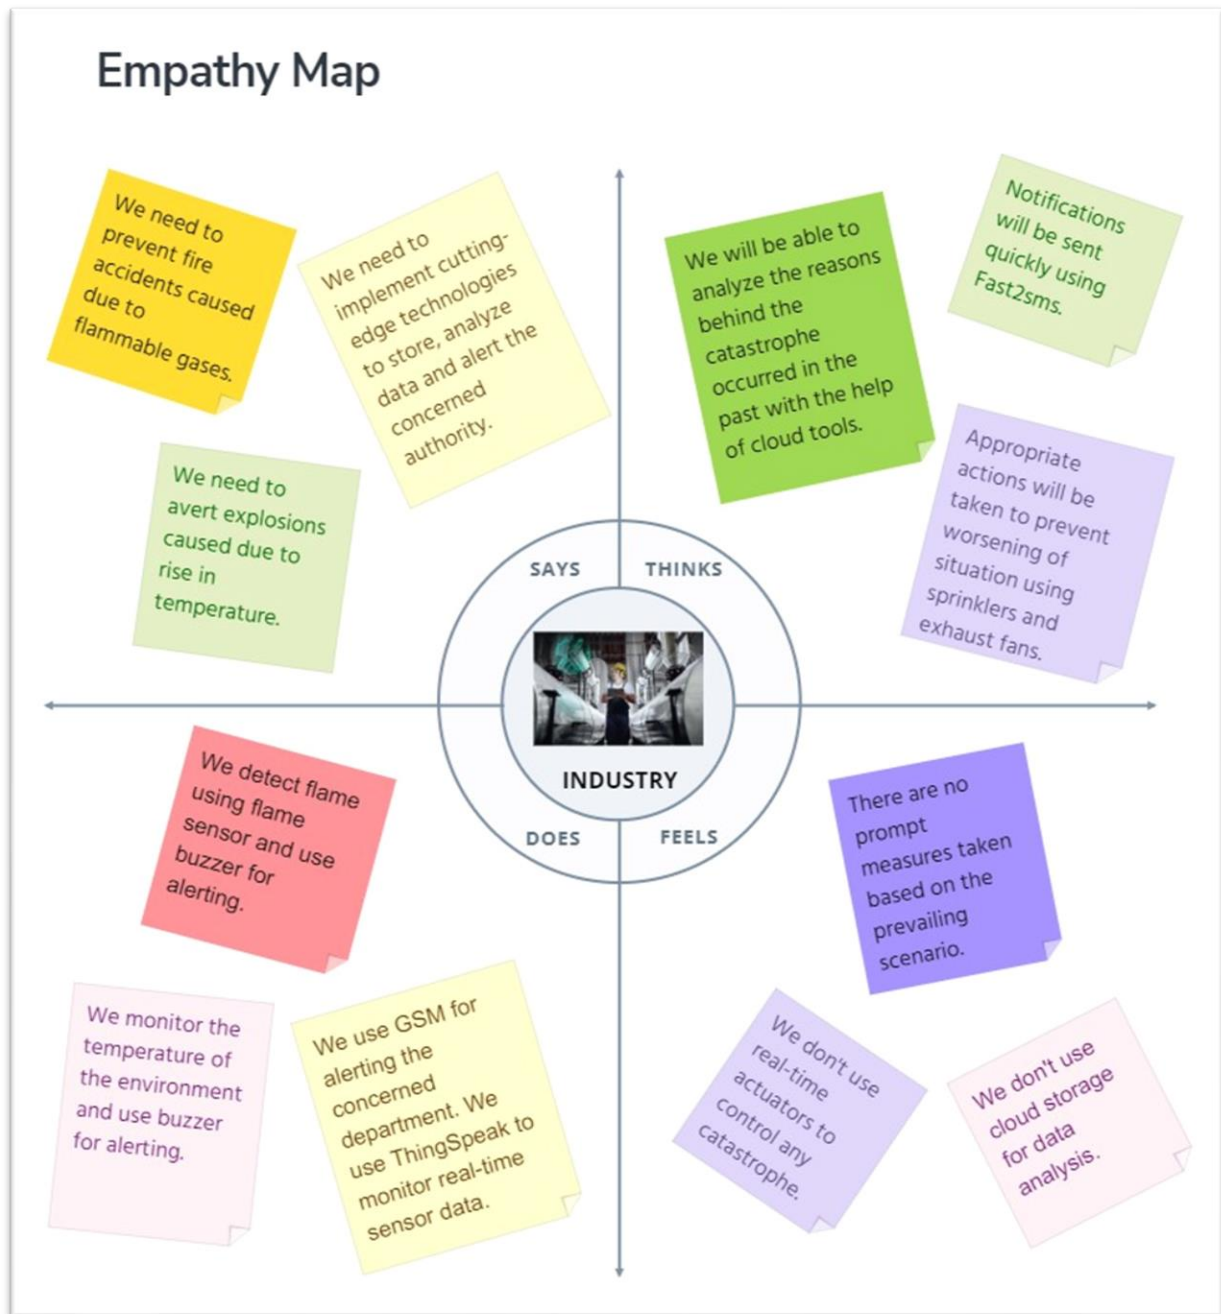 Empathy Map
We need to
prevent fire
accidents caused
due to
flammable gases.
We need to
implement cutting-
edge technologies
to store, analyze
data and alert the
concerned
authority.
We need to
avert explosions
caused due to
rise in
temperature.
We will be able to
analyze the reasons
behind the
catastrophe
occurred in the
past with the help
of cloud tools.
Notifications
will be sent
quickly using
Fast2sms.
Appropriate
actions will be
taken to prevent
worsening of
situation using
sprinklers and
exhaust fans.
SAYS
THINKS
INDUSTRY
DOES
FEELS
We detect flame
using flame
sensor and use
buzzer for
alerting.
We monitor the
temperature of
the environment
and use buzzer
for alerting.
We use GSM for
alerting the
concerned
department. We
use ThingSpeak to
monitor real-time
sensor data.
There are no
prompt
measures taken
based on the
prevailing
scenario.
We don't use
real-time
actuators to
control any
catastrophe.
We don't use
cloud storage
for data
analysis.